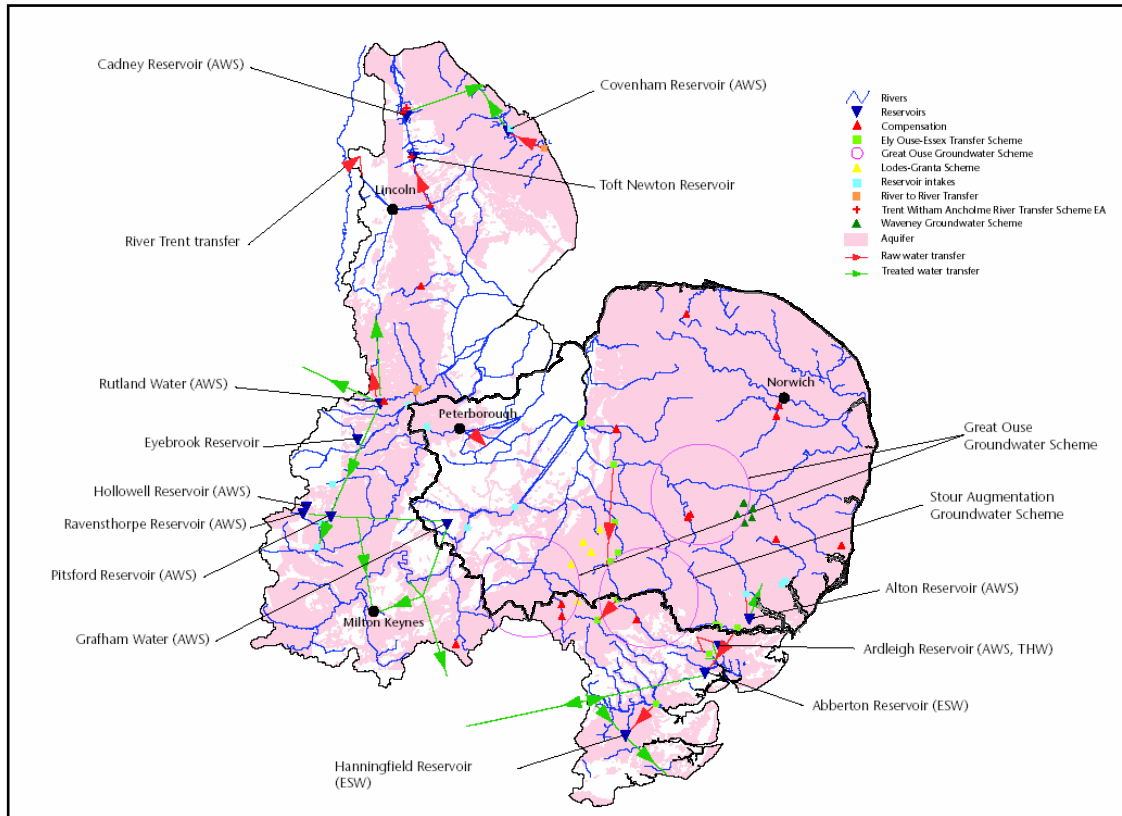 Cadney Reservoir (AWS)
Covenham Reservoir (AWS)
Rivers
Reservoirs
Compensation
Ely Ouse-Essex Transfer Scheme
Great Ouse Groundwater Scheme
Lodes-Granta Scheme
Reservoir intakes
River to River Transfer
Trent Witham Ancholme River Transfer Scheme EA
Waveney Groundwater Scheme
Aquifer
Raw water transfer
Treated water transfer
Toft Newton Reservoir
Lincoln
River Trent transfer
Rutland Water (AWS)
Norwich
Peterborough
Eyebrook Reservoir
Great Ouse
Groundwater Scheme
Hollowell Reservoir (AWS)
Stour Augmentation
Groundwater Scheme
Ravensthorpe Reservoir (AWS)
Pitsford Reservoir (AWS)
Alton Reservoir (AWS)
Milton Keynes
Grafham Water (AWS)
Ardleigh Reservoir (AWS, THW)
Abberton Reservoir (ESW)
Hanningfield Reservoir
(ESW)